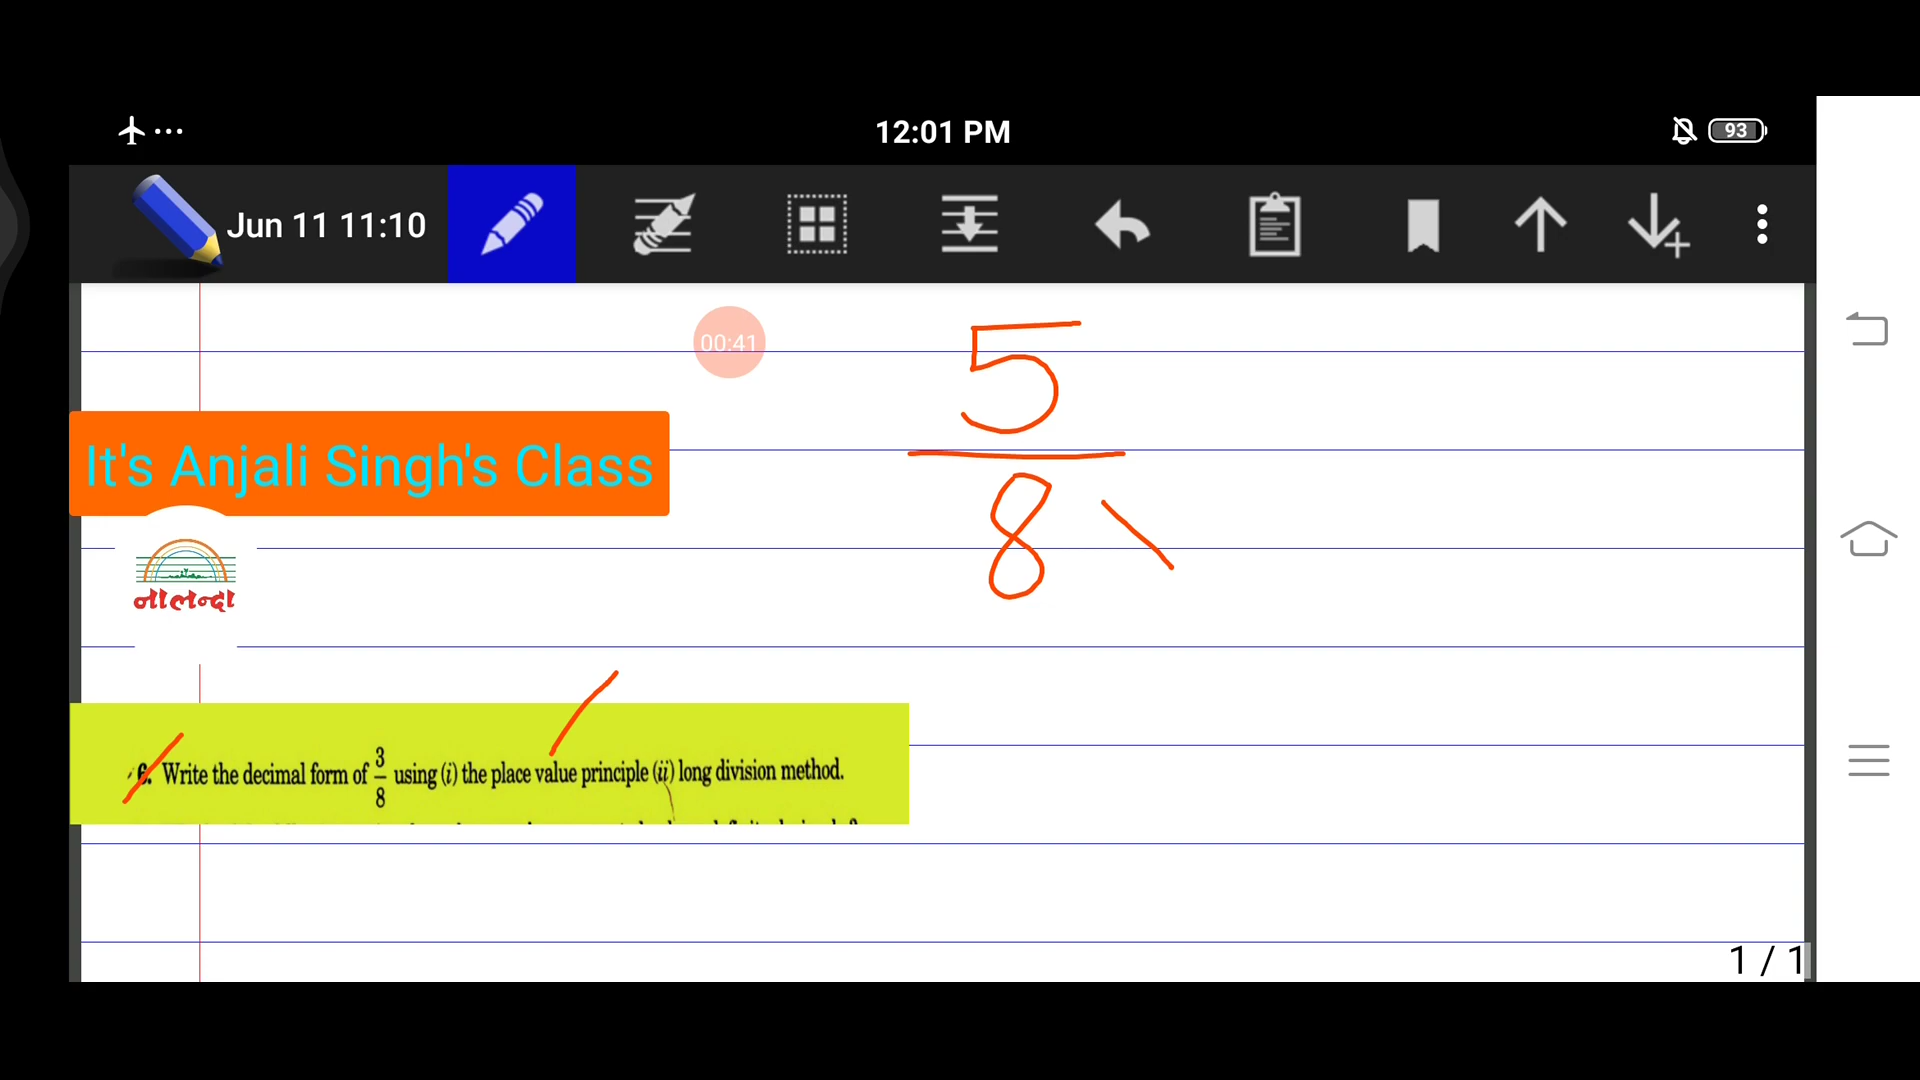 12:01 PM
93
Jun 11 11:10
00:41
5
8
It's Anjali Singh's Class
नालन्दा
6. Write the decimal form of 3/8 using (i) the place value principle (ii) long division method.
1 / 1